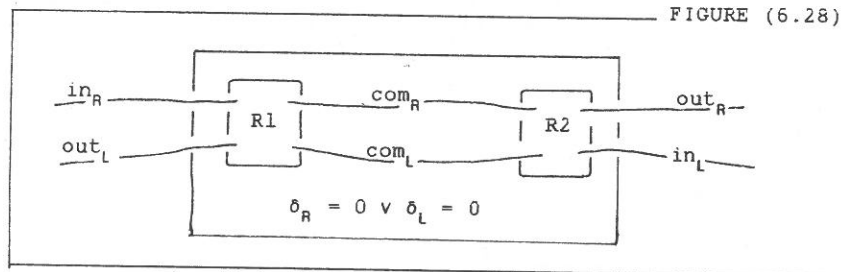 FIGURE (6.28)
in_R com_R out_R
R1 R2
out_L com_L in_L
δ_R = 0 v δ_L = 0